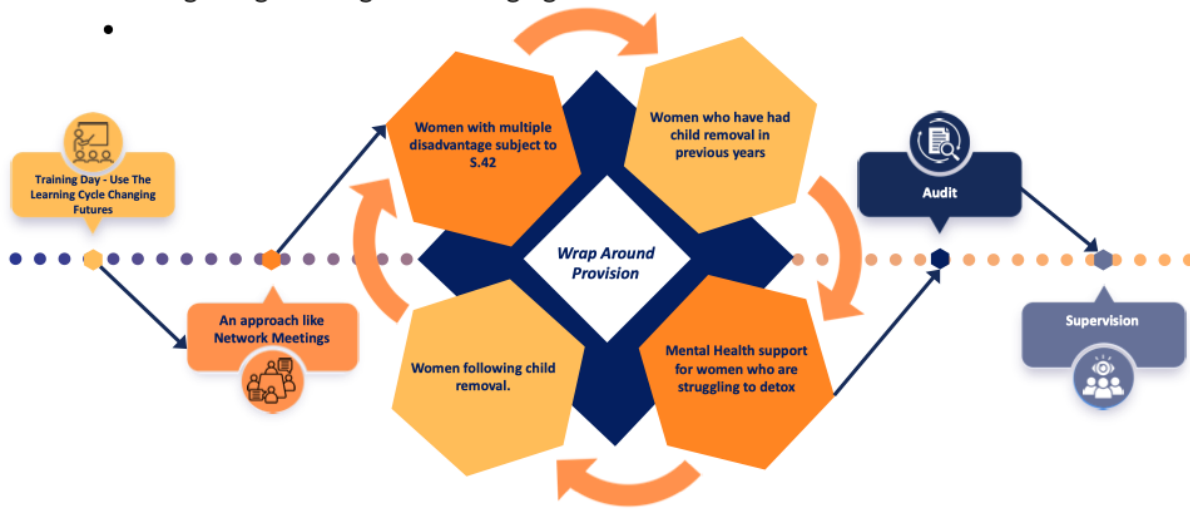 Training Day - Use The
Learning Cycle Changing
Futures
An approach like
Network Meetings
Women with multiple
disadvantage subject to
S.42
Women who have had
child removal in
previous years
Wrap Around
Provision
Women following child
removal.
Mental Health support
for women who are
struggling to detox
Audit
Supervision